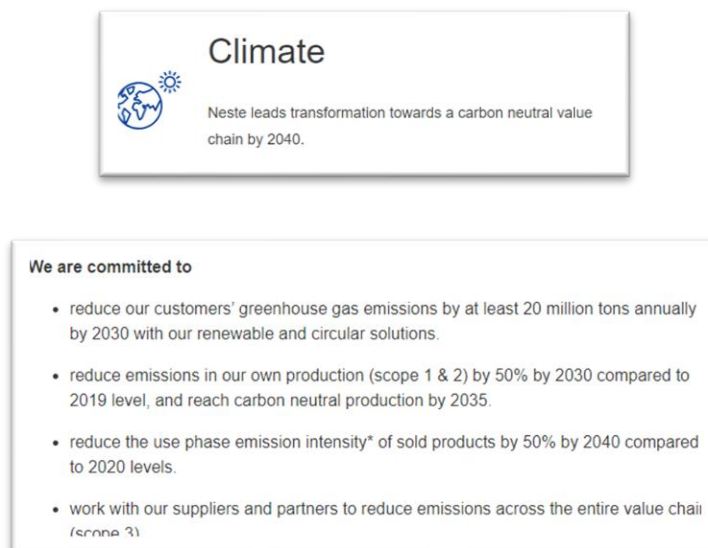 Climate
Neste leads transformation towards a carbon neutral value
chain by 2040.
We are committed to
• reduce our customers' greenhouse gas emissions by at least 20 million tons annually
by 2030 with our renewable and circular solutions.
• reduce emissions in our own production (scope 1 & 2) by 50% by 2030 compared to
2019 level, and reach carbon neutral production by 2035.
• reduce the use phase emission intensity* of sold products by 50% by 2040 compared
to 2020 levels.
• work with our suppliers and partners to reduce emissions across the entire value chain
(scope 3)